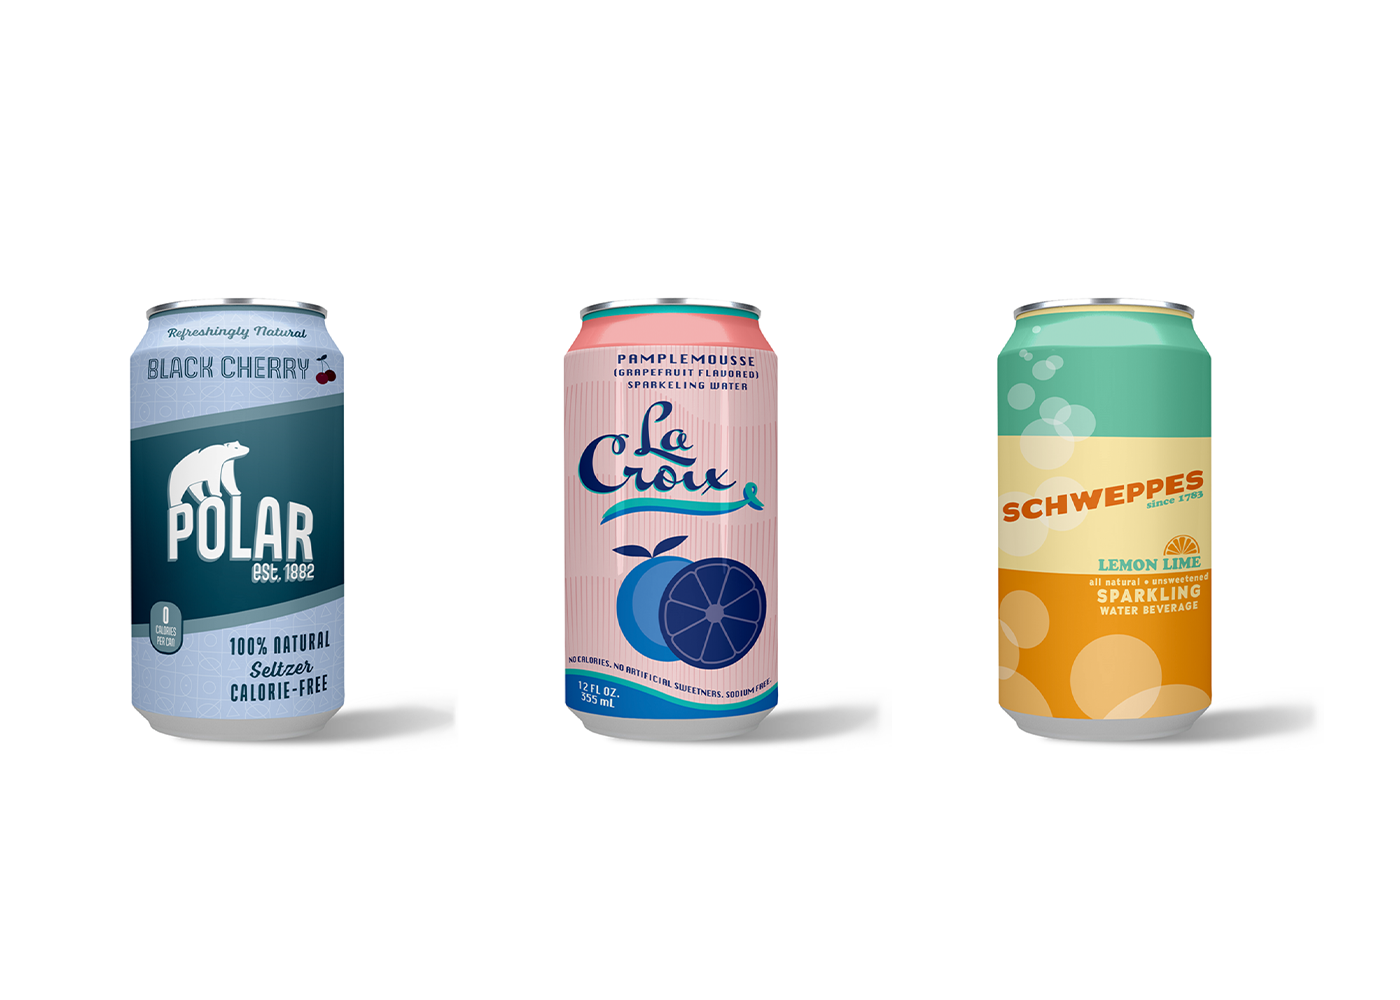 Refreshingly Natural
BLACK CHERRY
POLAR
est. 1882
0
CALORIES
PER CAN
100% NATURAL
Seltzer
CALORIE-FREE
PAMPLEMOUSSE
(GRAPEFRUIT FLAVORED)
SPARKELING WATER
La
Croix
NO CALORIES. NO ARTIFICIAL SWEETNERS. SODIUM FREE.
12 FL OZ.
355 mL
SCHWEPPES
since 1783
LEMON LIME
all natural • unsweetened
SPARKLING
WATER BEVERAGE